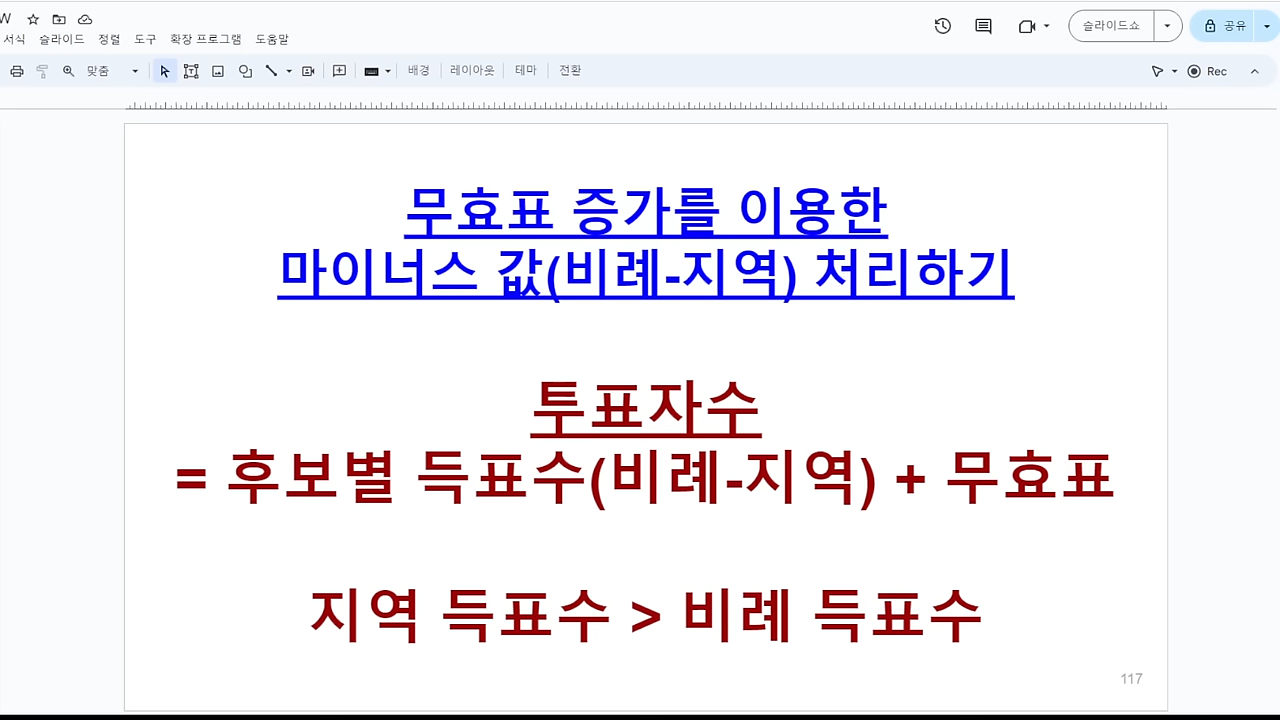 W
슬라이드쇼
공유
서식 슬라이드 정렬 도구 확장 프로그램 도움말
맞춤 배경 레이아웃 테마 전환 Rec
무효표 증가를 이용한
마이너스 값(비례-지역) 처리하기
투표자수
= 후보별 득표수(비례-지역) + 무효표
지역 득표수 > 비례 득표수
117